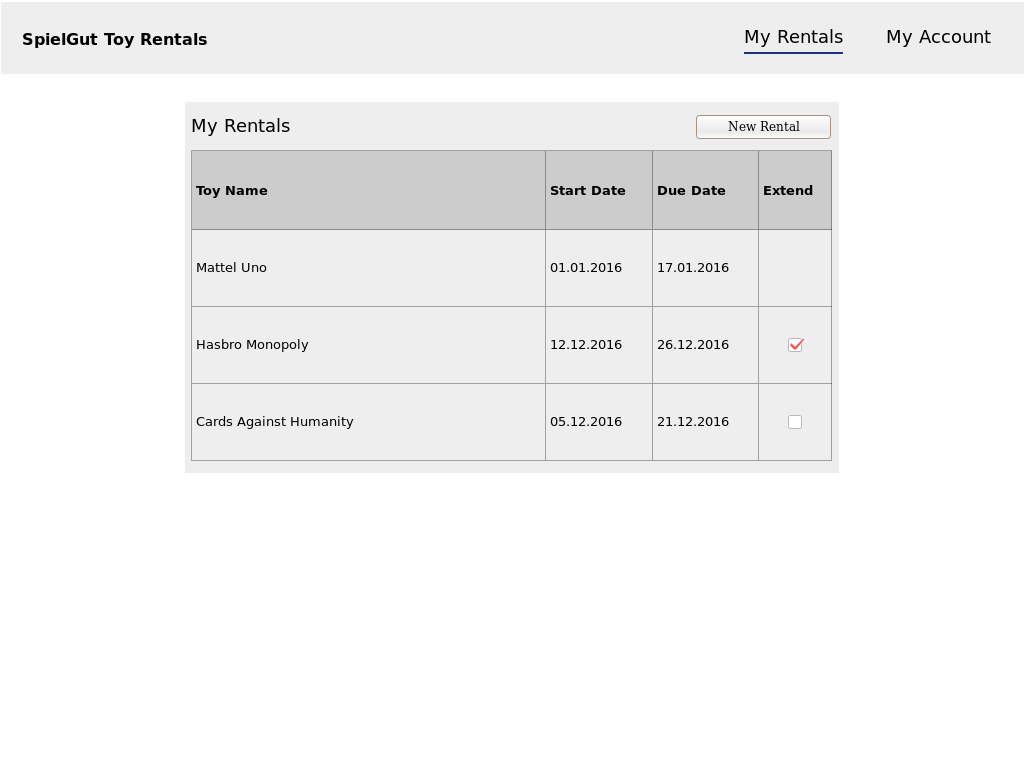 SpielGut Toy Rentals My Rentals My Account
My Rentals New Rental
Toy Name Start Date Due Date Extend
Mattel Uno 01.01.2016 17.01.2016
Hasbro Monopoly 12.12.2016 26.12.2016
Cards Against Humanity 05.12.2016 21.12.2016